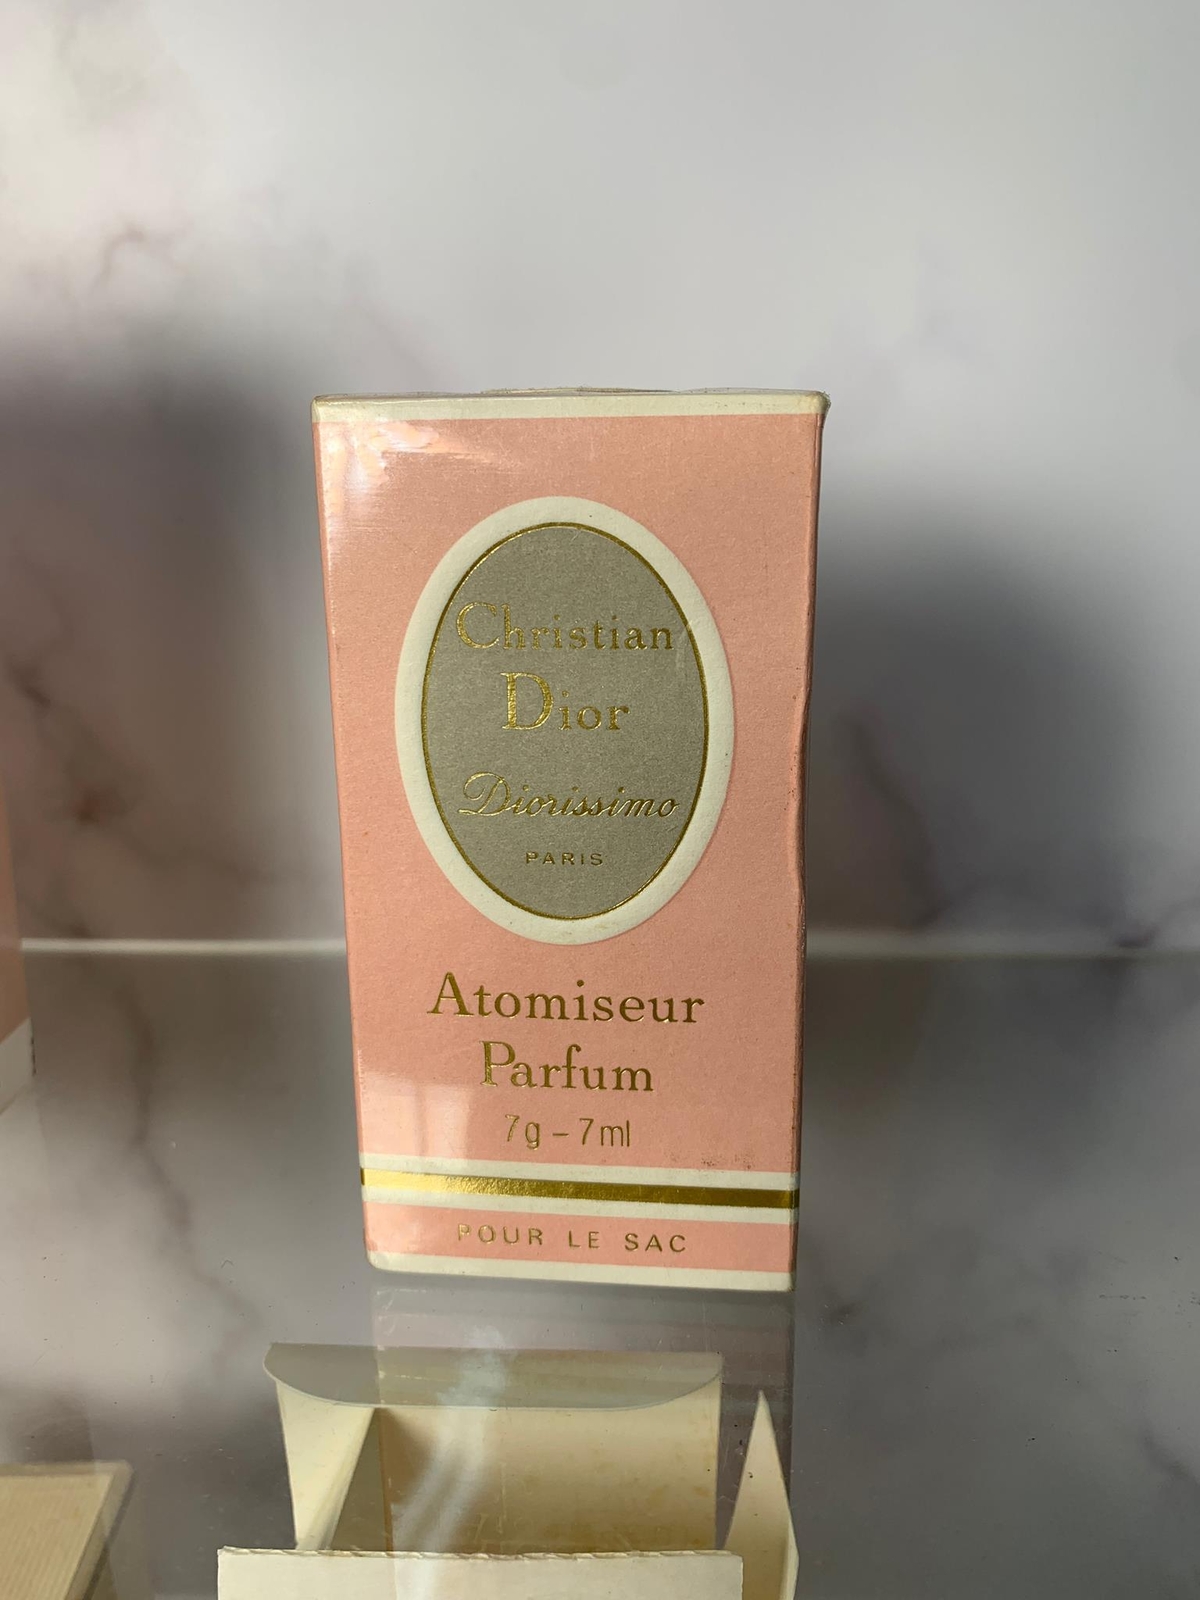 Christian
Dior
Diorissimo
PARIS
Atomiseur
Parfum
7g – 7ml
POUR LE SAC